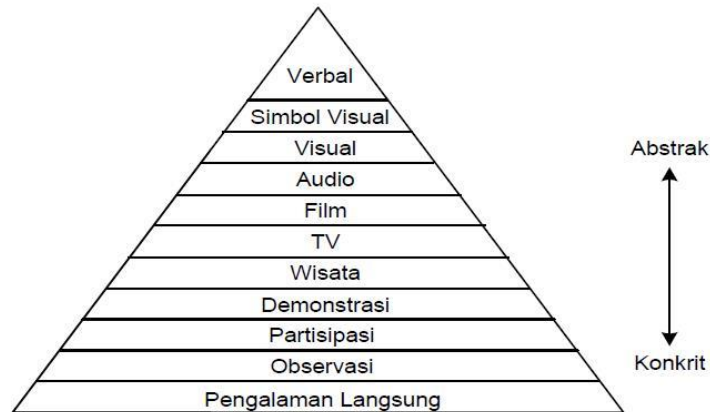 Verbal
Simbol Visual
Visual
Audio
Film
TV
Wisata
Demonstrasi
Partisipasi
Observasi
Pengalaman Langsung
Abstrak
Konkrit